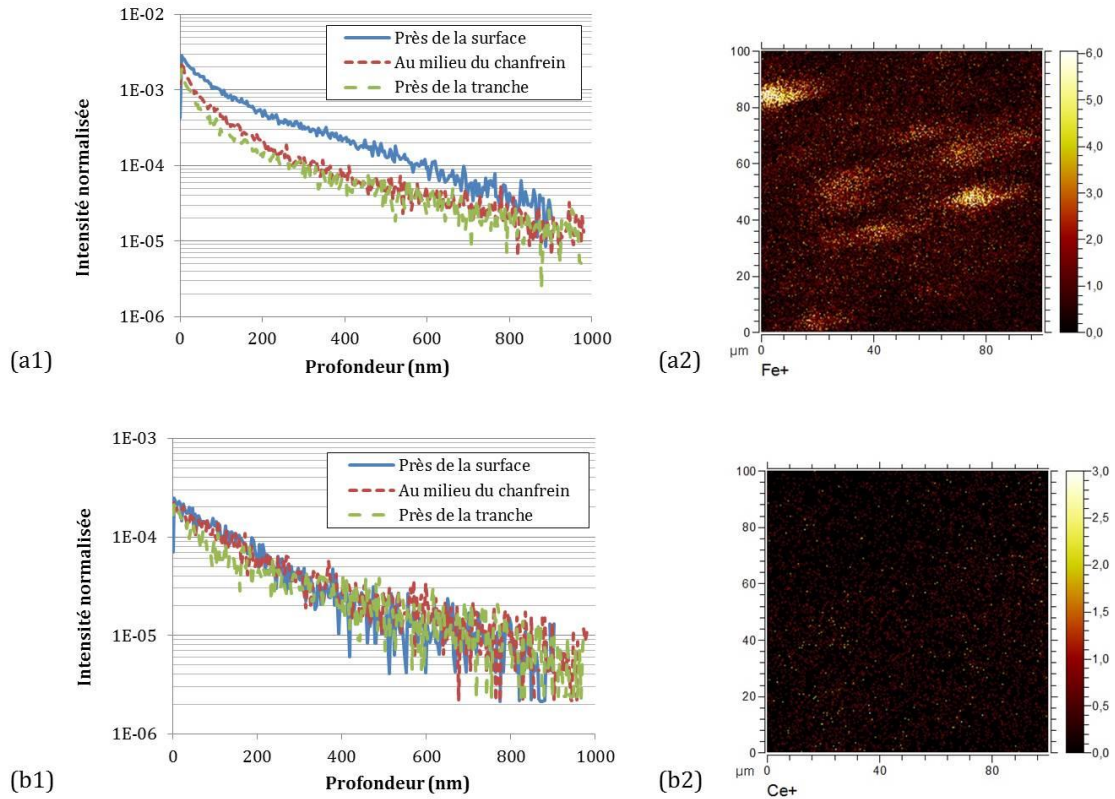 1E-02
1E-03
1E-04
1E-05
1E-06
Intensité normalisée
Près de la surface
Au milieu du chanfrein
Près de la tranche
0 200 400 600 800 1000
Profondeur (nm)
(a1)
100
80
60
40
20
0
µm 0 40 80
Fe+
6,0
5,0
4,0
3,0
2,0
1,0
0,0
(a2)
1E-03
1E-04
1E-05
1E-06
Intensité normalisée
Près de la surface
Au milieu du chanfrein
Près de la tranche
0 200 400 600 800 1000
Profondeur (nm)
(b1)
100
80
60
40
20
0
µm 0 40 80
Ce+
3,0
2,5
2,0
1,5
1,0
0,5
0,0
(b2)